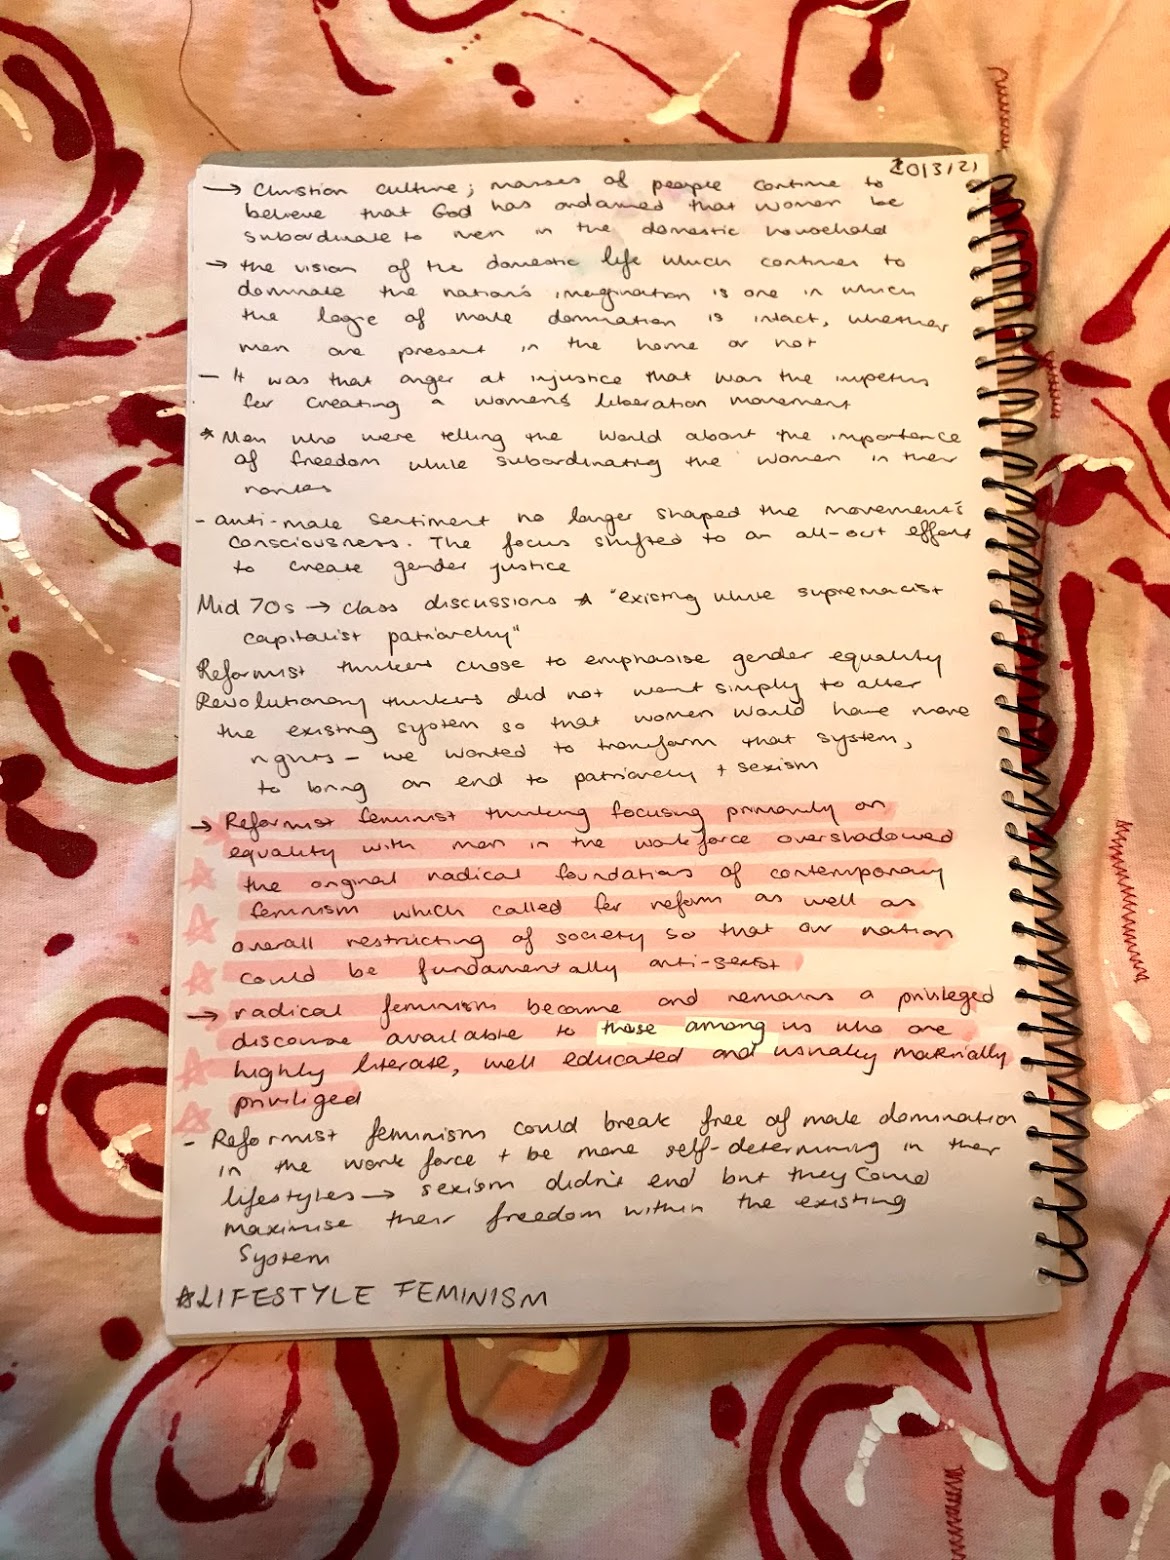 20/3/21
→ Christian culture; masses of people continue to
believe that God has ordained that women be
subordinate to men in the domestic household
→ the vision of the domestic life which continues to
dominate the nation's imagination is one in which
the logic of male domination is intact, whether
men are present in the home or not
— It was that anger at injustice that was the impetus
for creating a women's liberation movement
* Men who were telling the world about the importance
of freedom while subordinating the women in their
- anti-male sentiment no longer shaped the movement's
consciousness. The focus shifted to an all-out effort
to create gender justice
Mid 70s → class discussions ☆ "existing white supremacist
capitalist patriarchy"
Reformist thinkers chose to emphasise gender equality
Revolutionary thinkers did not want simply to alter
the existing system so that women would have more
rights – we wanted to transform that system,
to bring an end to patriarchy + sexism
→ Reformist feminist thinking focusing primarily on
equality with men in the workforce overshadowed
☆ the original radical foundations of contemporary
☆ feminism which called for reform as well as
overall restructing of society so that our nation
☆ could be fundamentally anti-sexist
→ radical feminism became and remains a privileged
discourse available to those among us who are
☆ highly literate, well educated and usually materially
☆ privileged
- Reformist feminism could break free of male domination
in the work force + be more self-determining in their
lifestyles → sexism didn't end but they could
maximise their freedom within the existing
system
☆LIFESTYLE FEMINISM